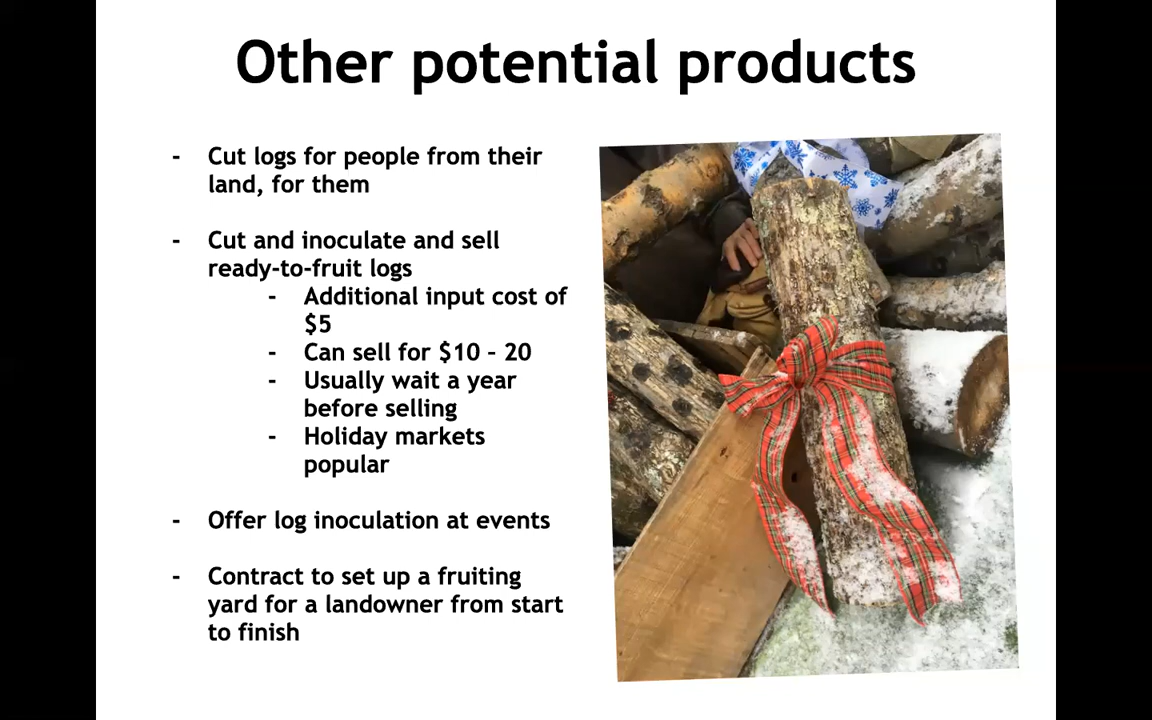 Other potential products
- Cut logs for people from their
land, for them
- Cut and inoculate and sell
ready-to-fruit logs
- Additional input cost of
$5
- Can sell for $10 – 20
- Usually wait a year
before selling
- Holiday markets
popular
- Offer log inoculation at events
- Contract to set up a fruiting
yard for a landowner from start
to finish